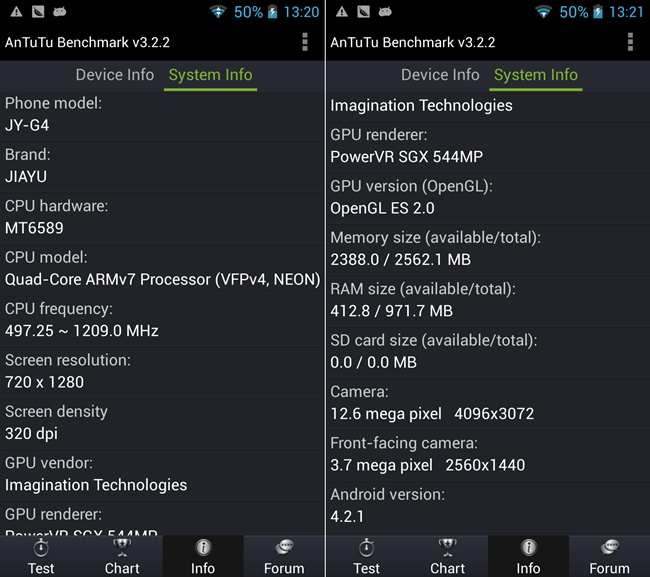 50% 13:20
AnTuTu Benchmark v3.2.2
Device Info System Info
Phone model:
JY-G4
Brand:
JIAYU
CPU hardware:
MT6589
CPU model:
Quad-Core ARMv7 Processor (VFPv4, NEON)
CPU frequency:
497.25 ~ 1209.0 MHz
Screen resolution:
720 x 1280
Screen density
320 dpi
GPU vendor:
Imagination Technologies
GPU renderer:
PowerVR SGX 544MP
Test Chart Info Forum
50% 13:21
AnTuTu Benchmark v3.2.2
Device Info System Info
Imagination Technologies
GPU renderer:
PowerVR SGX 544MP
GPU version (OpenGL):
OpenGL ES 2.0
Memory size (available/total):
2388.0 / 2562.1 MB
RAM size (available/total):
412.8 / 971.7 MB
SD card size (available/total):
0.0 / 0.0 MB
Camera:
12.6 mega pixel 4096x3072
Front-facing camera:
3.7 mega pixel 2560x1440
Android version:
4.2.1
Test Chart Info Forum